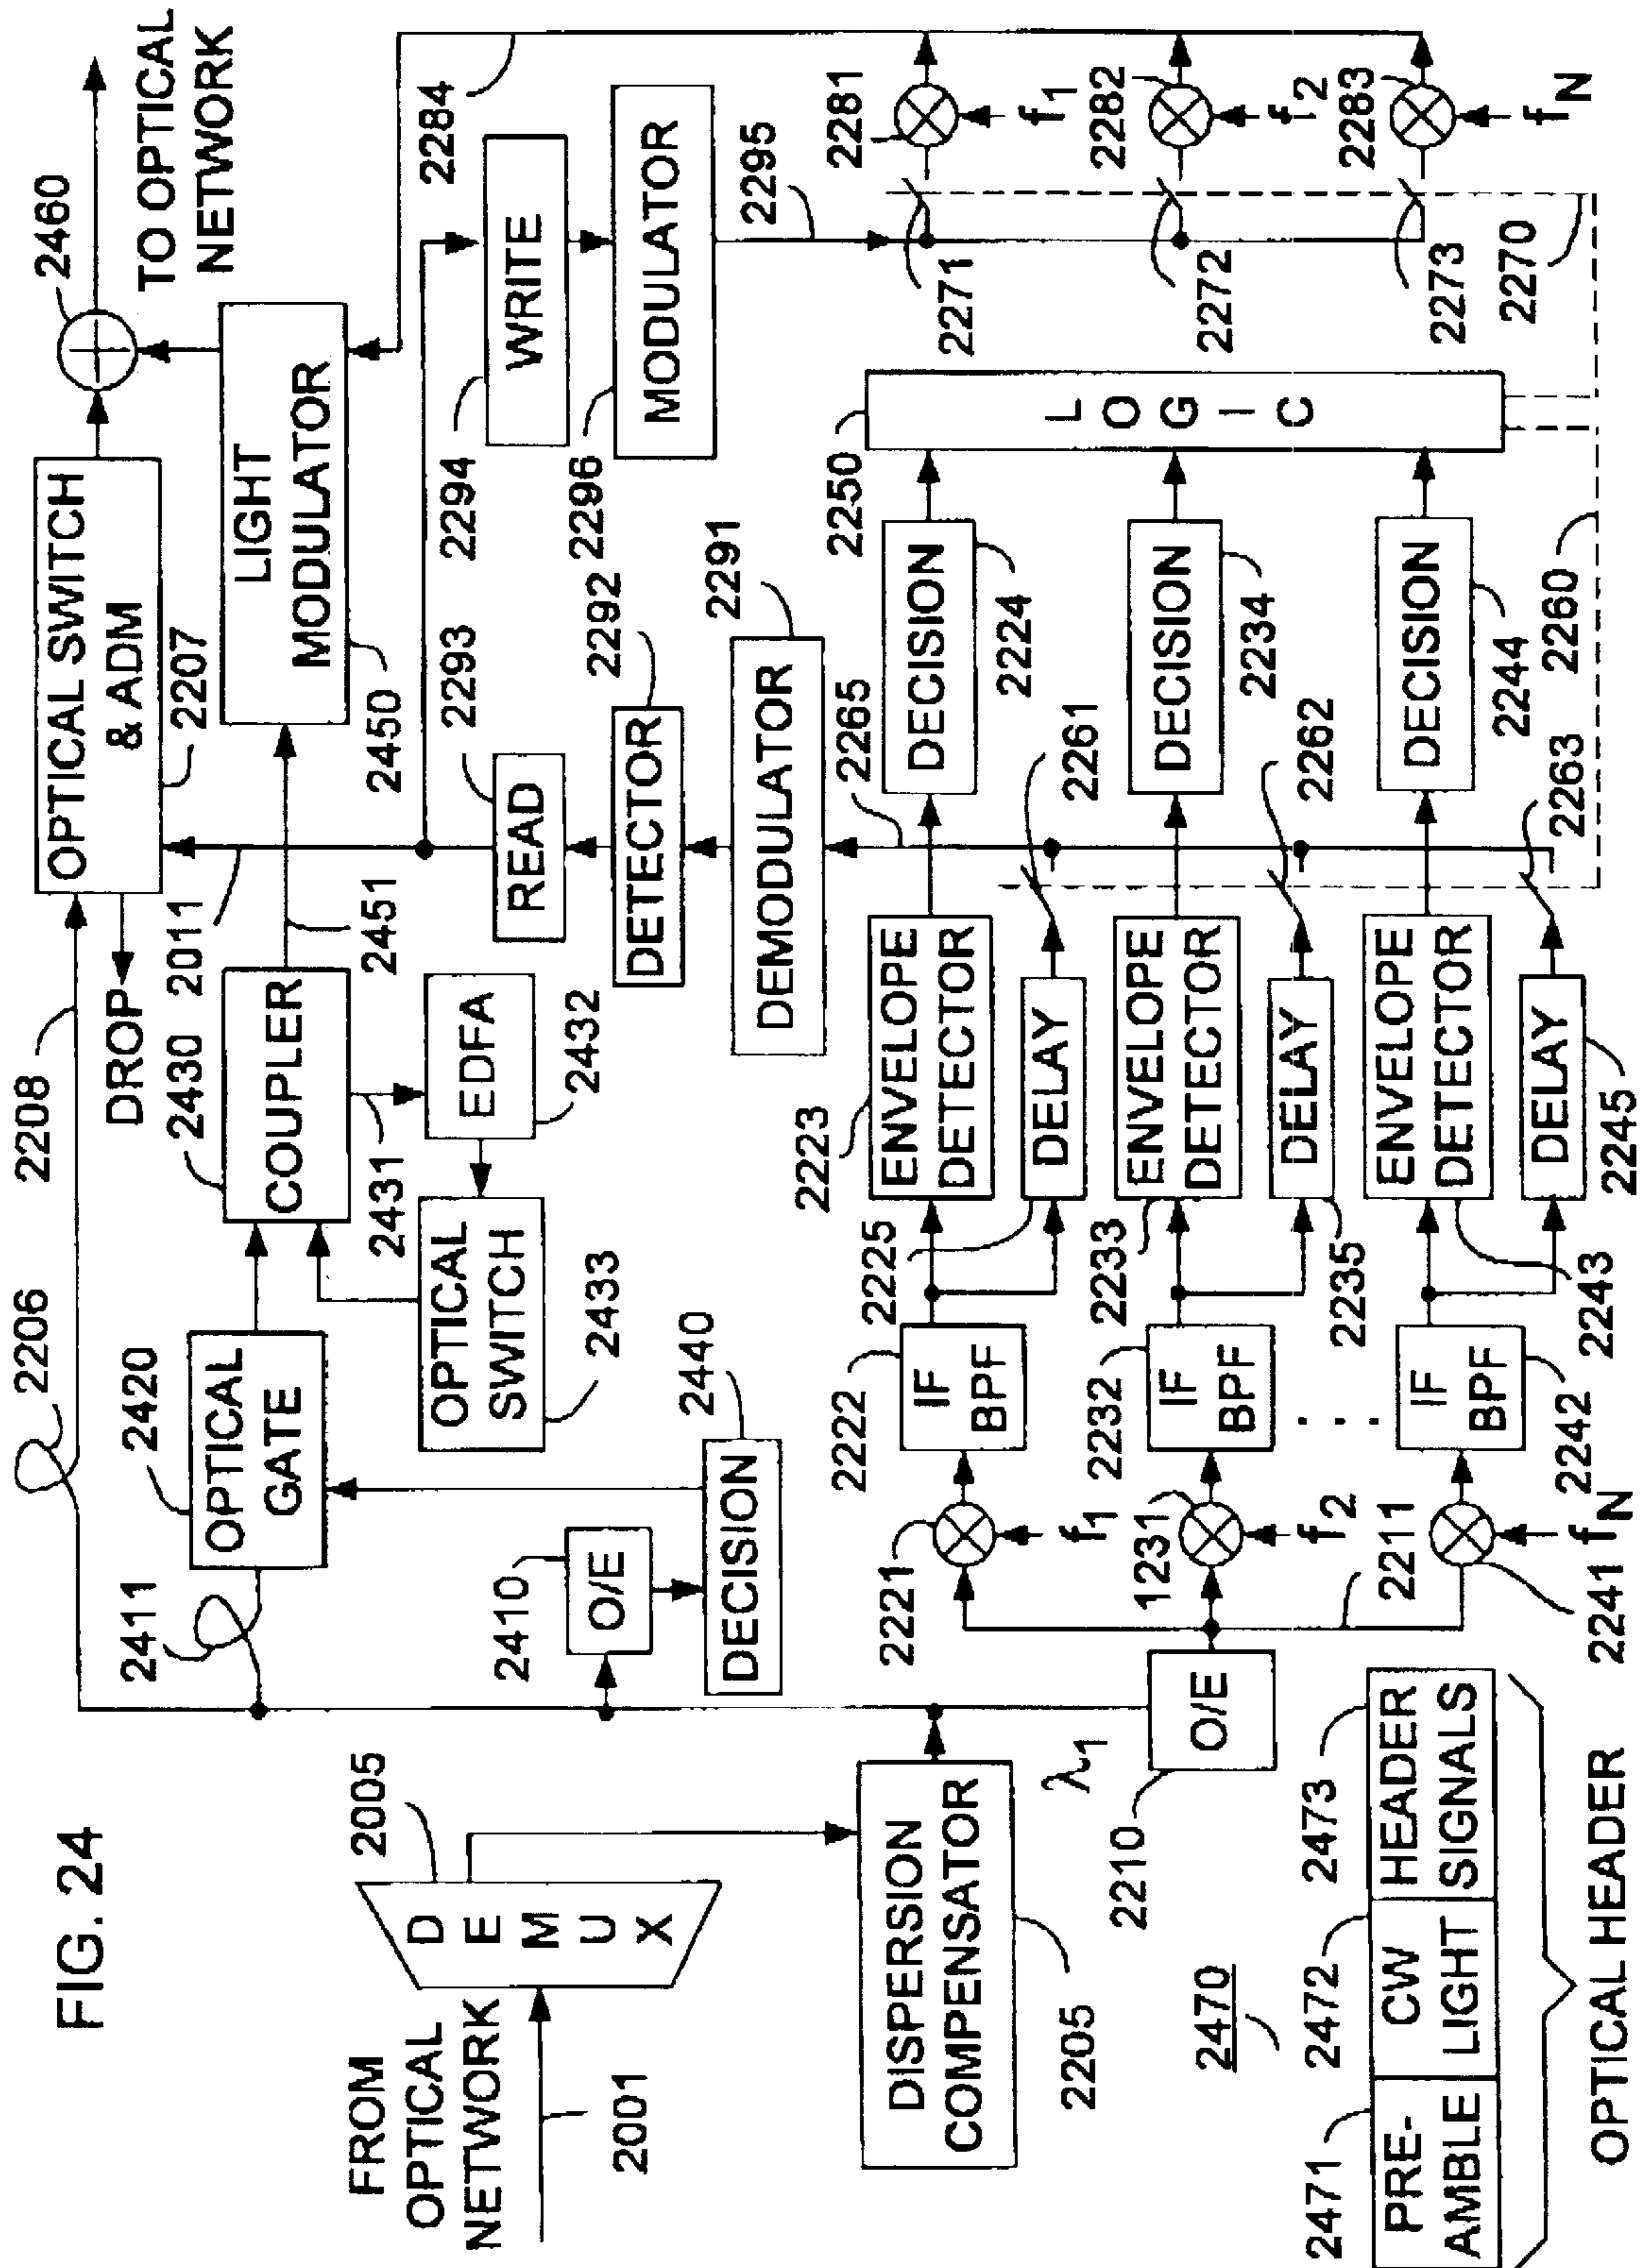 FIG. 24
FROM
OPTICAL
NETWORK
2001
D
E
M
U
X
2005
DISPERSION
COMPENSATOR
2205
λ1
2411
2206
2208
2420
OPTICAL
GATE
2410
O/E
DECISION
2440
2430
COUPLER
2431
EDFA
2432
OPTICAL
SWITCH
2433
2451
DROP
2011
OPTICAL SWITCH
& ADM
2207
LIGHT
MODULATOR
2450
2460
TO OPTICAL
NETWORK
2284
READ
2293
DETECTOR
2292
DEMODULATOR
2291
2265
2294
WRITE
2296
MODULATOR
2295
2210
O/E
2211
2221
f1
2222
IF
BPF
2223
ENVELOPE
DETECTOR
2225
DELAY
2261
DECISION
2224
1231
f2
2232
IF
BPF
2233
ENVELOPE
DETECTOR
2235
DELAY
2262
DECISION
2234
. . .
2241
fN
IF
BPF
2242
ENVELOPE
DETECTOR
2243
DELAY
2245
2263
DECISION
2244
2260
2250
L
O
G
I
C
2271
2281
f1
2272
2282
f2
2273
2283
fN
2270
2470
2471
2472
2473
PRE-
AMBLE
CW
LIGHT
HEADER
SIGNALS
OPTICAL HEADER